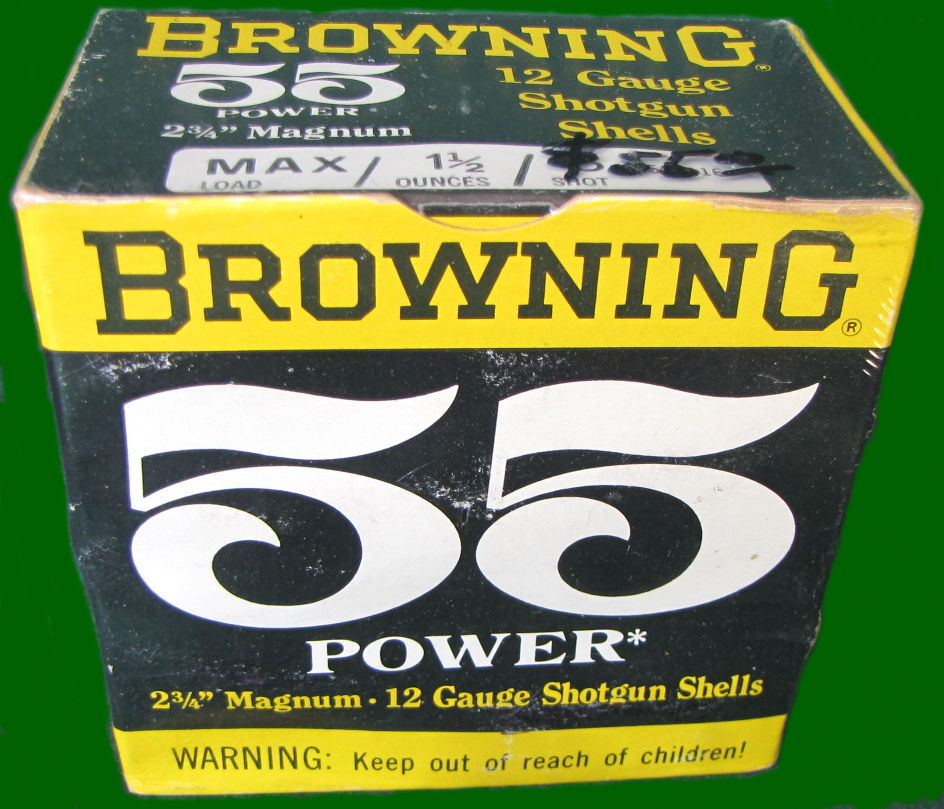 BROWNING®
55
POWER*
2¾” Magnum
12 Gauge
Shotgun
Shells
MAX / 1½ /
LOAD OUNCES SHOT
BROWNING®
55
POWER*
2¾” Magnum · 12 Gauge Shotgun Shells
WARNING: Keep out of reach of children!